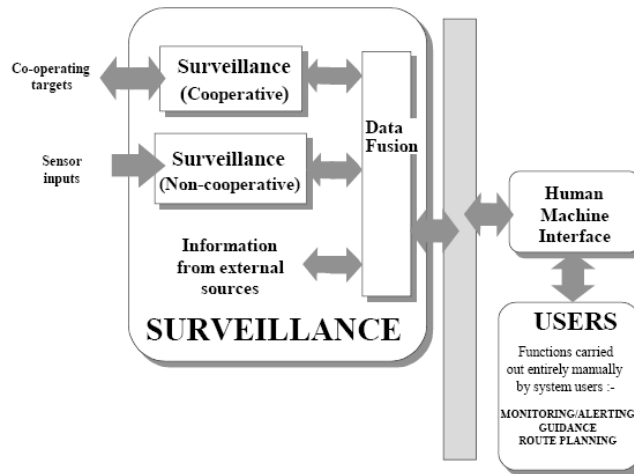 Co-operating
targets
Surveillance
(Cooperative)
Sensor
inputs
Surveillance
(Non-cooperative)
Information
from external
sources
Data
Fusion
SURVEILLANCE
Human
Machine
Interface
USERS
Functions carried
out entirely manually
by system users :-
MONITORING/ALERTING
GUIDANCE
ROUTE PLANNING